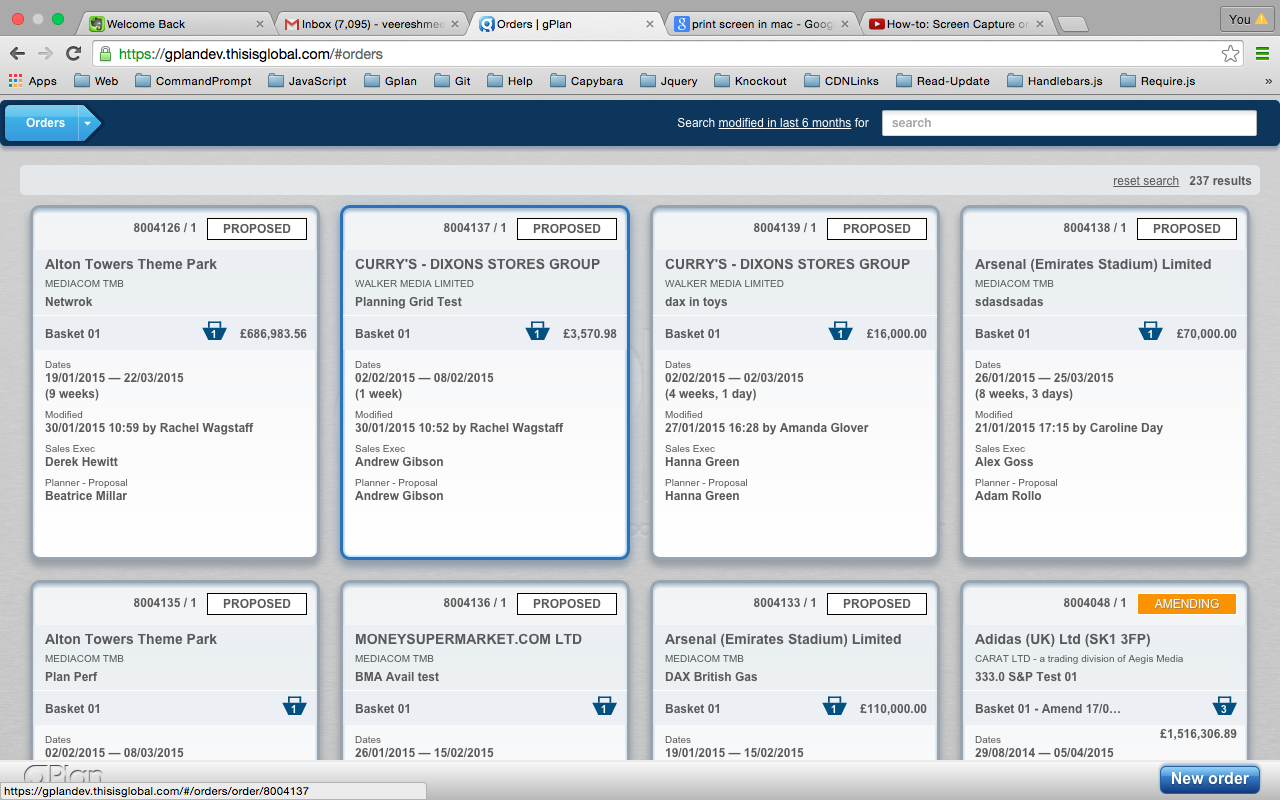 Welcome Back
Inbox (7,095) - veereshmee
Orders | gPlan
print screen in mac - Goog
How-to: Screen Capture or
You
https://gplandev.thisisglobal.com/#orders
Apps Web CommandPrompt JavaScript Gplan Git Help Capybara Jquery Knockout CDNLinks Read-Update Handlebars.js Require.js »
Orders
Search modified in last 6 months for
search
reset search 237 results
8004126 / 1 PROPOSED
Alton Towers Theme Park
MEDIACOM TMB
Netwrok
Basket 01 1 £686,983.56
Dates
19/01/2015 — 22/03/2015
(9 weeks)
Modified
30/01/2015 10:59 by Rachel Wagstaff
Sales Exec
Derek Hewitt
Planner - Proposal
Beatrice Millar
8004137 / 1 PROPOSED
CURRY'S - DIXONS STORES GROUP
WALKER MEDIA LIMITED
Planning Grid Test
Basket 01 1 £3,570.98
Dates
02/02/2015 — 08/02/2015
(1 week)
Modified
30/01/2015 10:52 by Rachel Wagstaff
Sales Exec
Andrew Gibson
Planner - Proposal
Andrew Gibson
8004139 / 1 PROPOSED
CURRY'S - DIXONS STORES GROUP
WALKER MEDIA LIMITED
dax in toys
Basket 01 1 £16,000.00
Dates
02/02/2015 — 02/03/2015
(4 weeks, 1 day)
Modified
27/01/2015 16:28 by Amanda Glover
Sales Exec
Hanna Green
Planner - Proposal
Hanna Green
8004138 / 1 PROPOSED
Arsenal (Emirates Stadium) Limited
MEDIACOM TMB
sdasdsadas
Basket 01 1 £70,000.00
Dates
26/01/2015 — 25/03/2015
(8 weeks, 3 days)
Modified
21/01/2015 17:15 by Caroline Day
Sales Exec
Alex Goss
Planner - Proposal
Adam Rollo
8004135 / 1 PROPOSED
Alton Towers Theme Park
MEDIACOM TMB
Plan Perf
Basket 01 1
Dates
02/02/2015 — 08/03/2015
8004136 / 1 PROPOSED
MONEYSUPERMARKET.COM LTD
MEDIACOM TMB
BMA Avail test
Basket 01 1
Dates
26/01/2015 — 15/02/2015
8004133 / 1 PROPOSED
Arsenal (Emirates Stadium) Limited
MEDIACOM TMB
DAX British Gas
Basket 01 1 £110,000.00
Dates
19/01/2015 — 15/02/2015
8004048 / 1 AMENDING
Adidas (UK) Ltd (SK1 3FP)
CARAT LTD - a trading division of Aegis Media
333.0 S&P Test 01
Basket 01 - Amend 17/0... 3
£1,516,306.89
Dates
29/08/2014 — 05/04/2015
gPlan
New order
https://gplandev.thisisglobal.com/#/orders/order/8004137